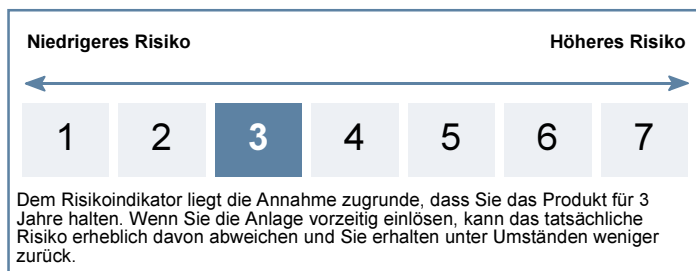 Niedrigeres Risiko Höheres Risiko
1 2 3 4 5 6 7
Dem Risikoindikator liegt die Annahme zugrunde, dass Sie das Produkt für 3
Jahre halten. Wenn Sie die Anlage vorzeitig einlösen, kann das tatsächliche
Risiko erheblich davon abweichen und Sie erhalten unter Umständen weniger
zurück.